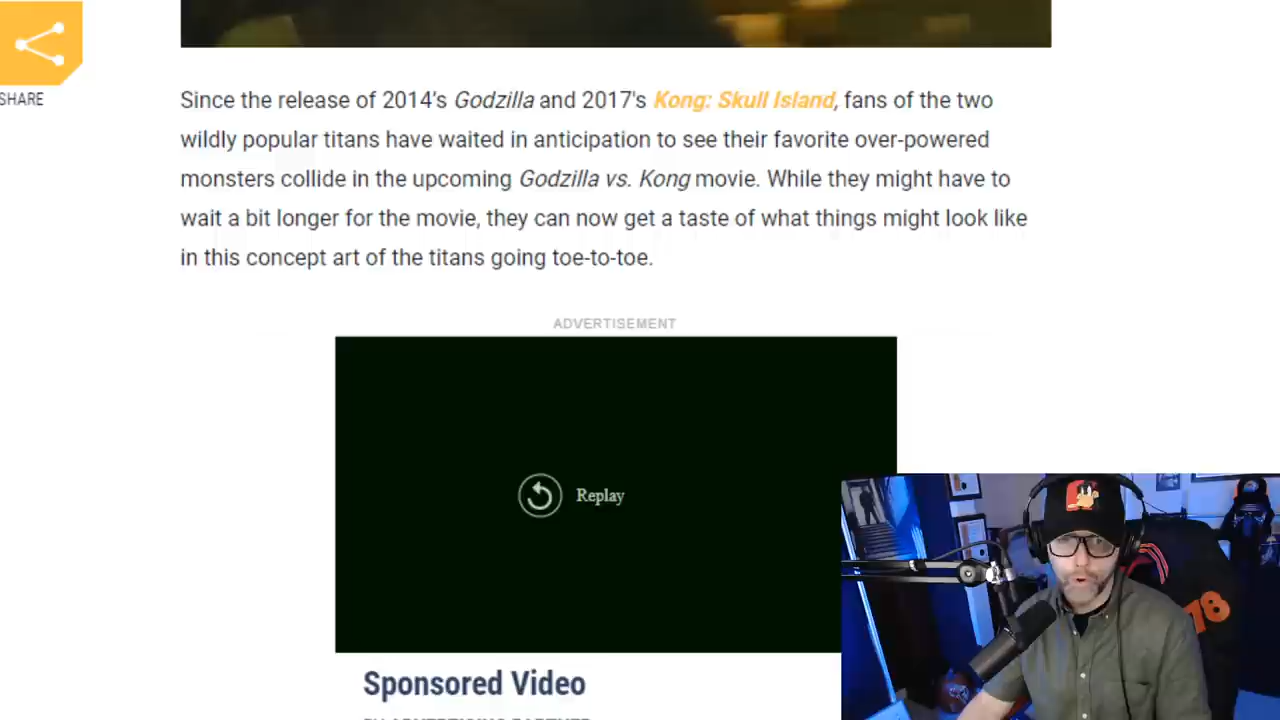 SHARE
Since the release of 2014's Godzilla and 2017's Kong: Skull Island, fans of the two
wildly popular titans have waited in anticipation to see their favorite over-powered
monsters collide in the upcoming Godzilla vs. Kong movie. While they might have to
wait a bit longer for the movie, they can now get a taste of what things might look like
in this concept art of the titans going toe-to-toe.
ADVERTISEMENT
Replay
78
Sponsored Video